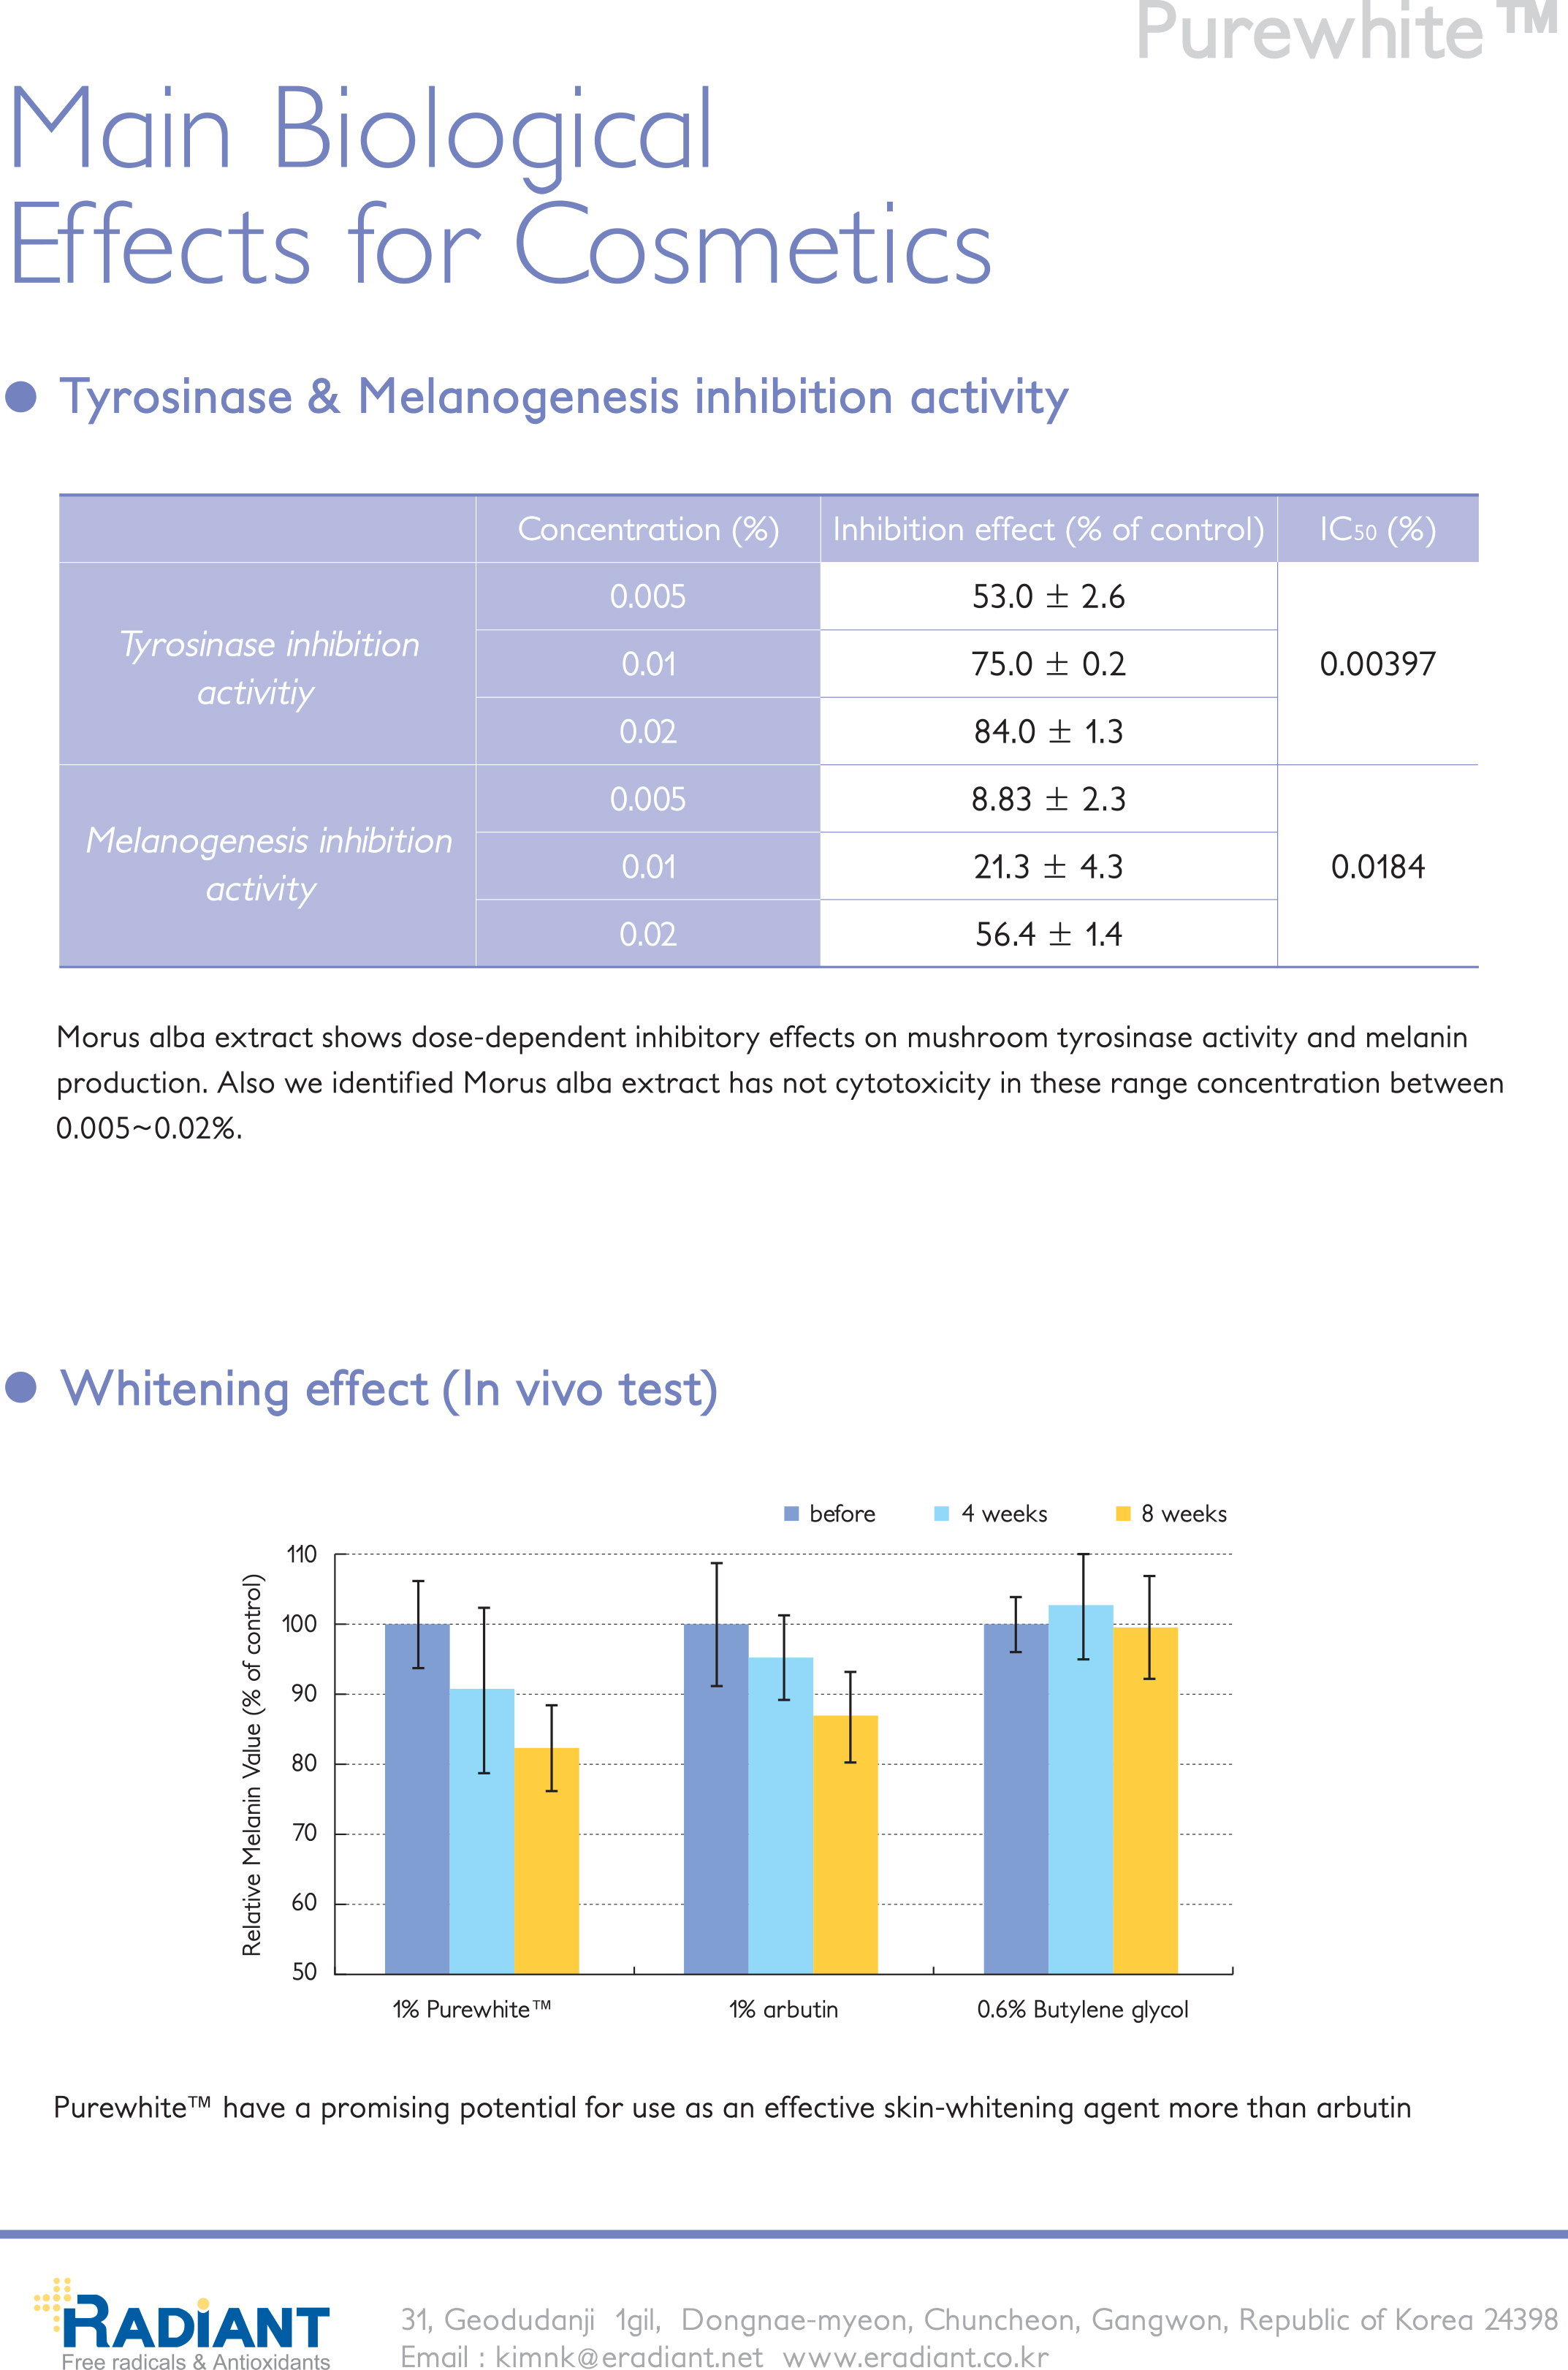 Purewhite™
Main Biological
Effects for Cosmetics
Tyrosinase & Melanogenesis inhibition activity
Concentration (%) Inhibition effect (% of control) IC50 (%)
Tyrosinase inhibition
activitiy
0.005 53.0 ± 2.6
0.01 75.0 ± 0.2 0.00397
0.02 84.0 ± 1.3
Melanogenesis inhibition
activity
0.005 8.83 ± 2.3
0.01 21.3 ± 4.3 0.0184
0.02 56.4 ± 1.4
Morus alba extract shows dose-dependent inhibitory effects on mushroom tyrosinase activity and melanin
production. Also we identified Morus alba extract has not cytotoxicity in these range concentration between
0.005~0.02%.
Whitening effect (In vivo test)
before 4 weeks 8 weeks
Relative Melanin Value (% of control)
110
100
90
80
70
60
50
1% Purewhite™ 1% arbutin 0.6% Butylene glycol
Purewhite™ have a promising potential for use as an effective skin-whitening agent more than arbutin
RADiANT
Free radicals & Antioxidants
31, Geodudanji 1gil, Dongnae-myeon, Chuncheon, Gangwon, Republic of Korea 24398
Email : kimnk@eradiant.net www.eradiant.co.kr